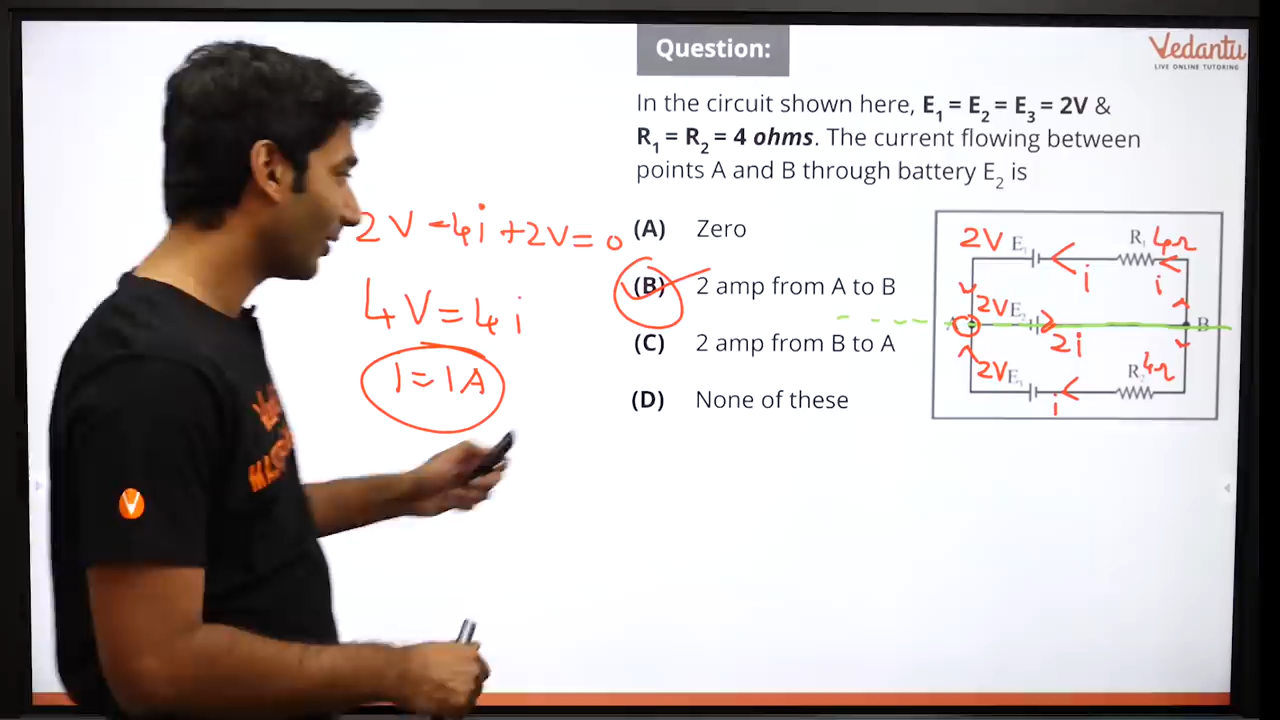 Question:
Vedantu
LIVE ONLINE TUTORING
In the circuit shown here, E₁ = E₂ = E₃ = 2V &
R₁ = R₂ = 4 ohms. The current flowing between
points A and B through battery E₂ is
2V - 4i + 2V = 0
4V = 4i
i = 1A
(A) Zero
(B) 2 amp from A to B
(C) 2 amp from B to A
(D) None of these
2V E₁ R₁ 4Ω
i i
2V E₂ B
2i
2V E₃ R₂ 4Ω
i
V